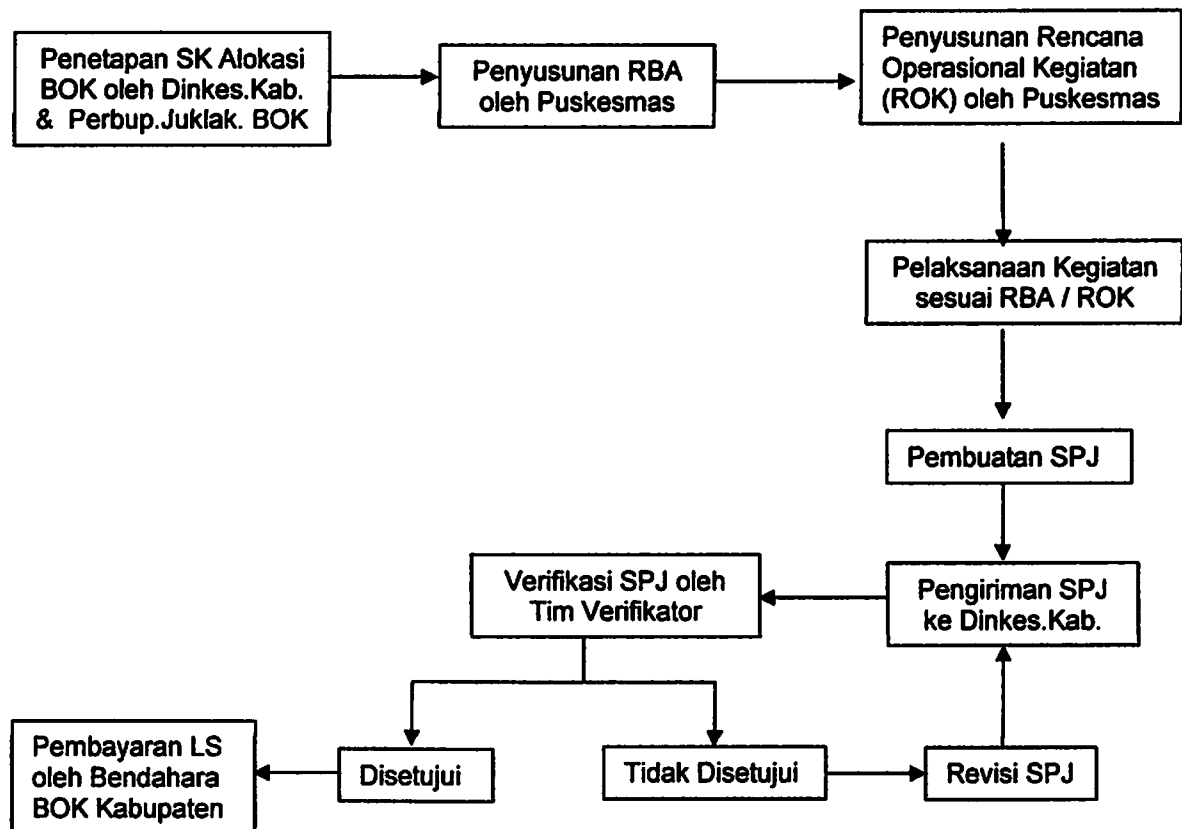 Penetapan SK Alokasi
BOK oleh Dinkes.Kab.
& Perbup.Juklak. BOK
Penyusunan RBA
oleh Puskesmas
Penyusunan Rencana
Operasional Kegiatan
(ROK) oleh Puskesmas
Pelaksanaan Kegiatan
sesuai RBA / ROK
Pembuatan SPJ
Pengiriman SPJ
ke Dinkes.Kab.
Verifikasi SPJ oleh
Tim Verifikator
Disetujui
Tidak Disetujui
Revisi SPJ
Pembayaran LS
oleh Bendahara
BOK Kabupaten